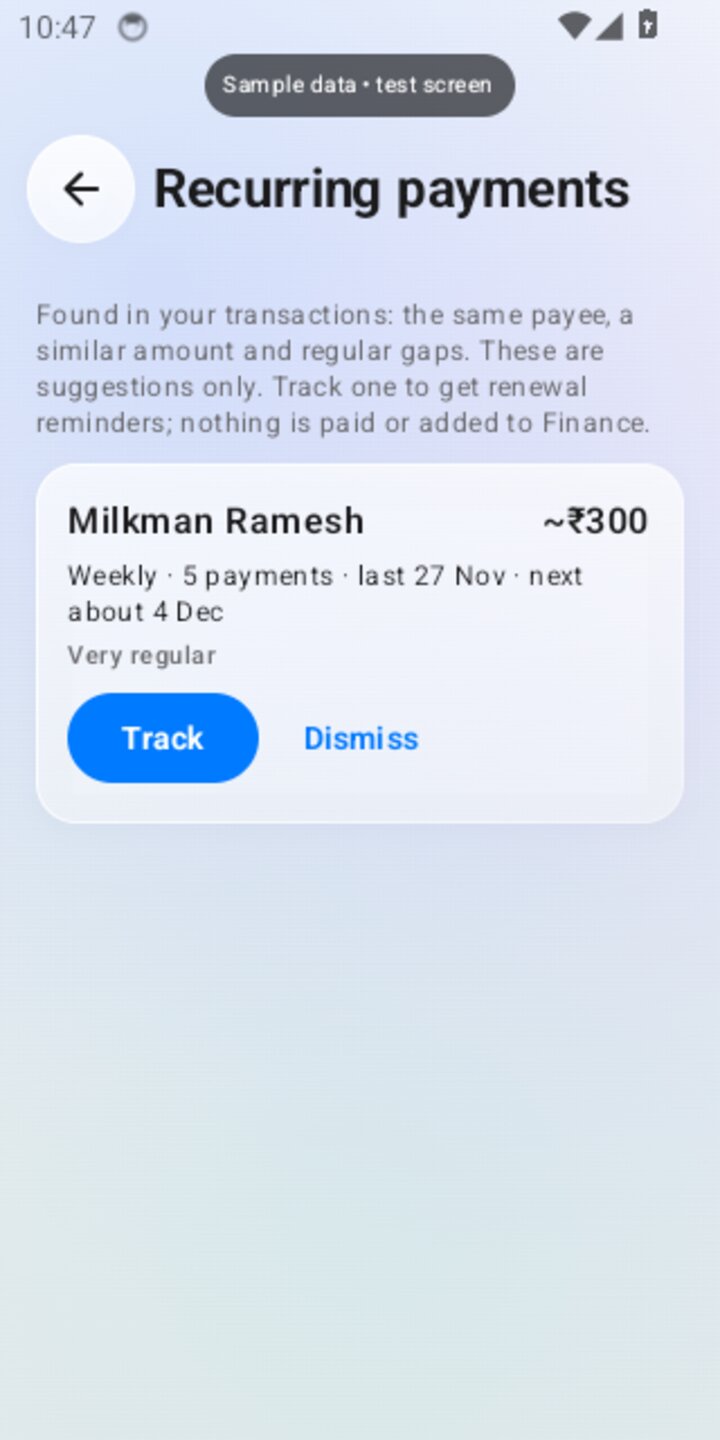 10:47
Sample data • test screen
Recurring payments
Found in your transactions: the same payee, a
similar amount and regular gaps. These are
suggestions only. Track one to get renewal
reminders; nothing is paid or added to Finance.
Milkman Ramesh ~₹300
Weekly · 5 payments · last 27 Nov · next
about 4 Dec
Very regular
Track Dismiss